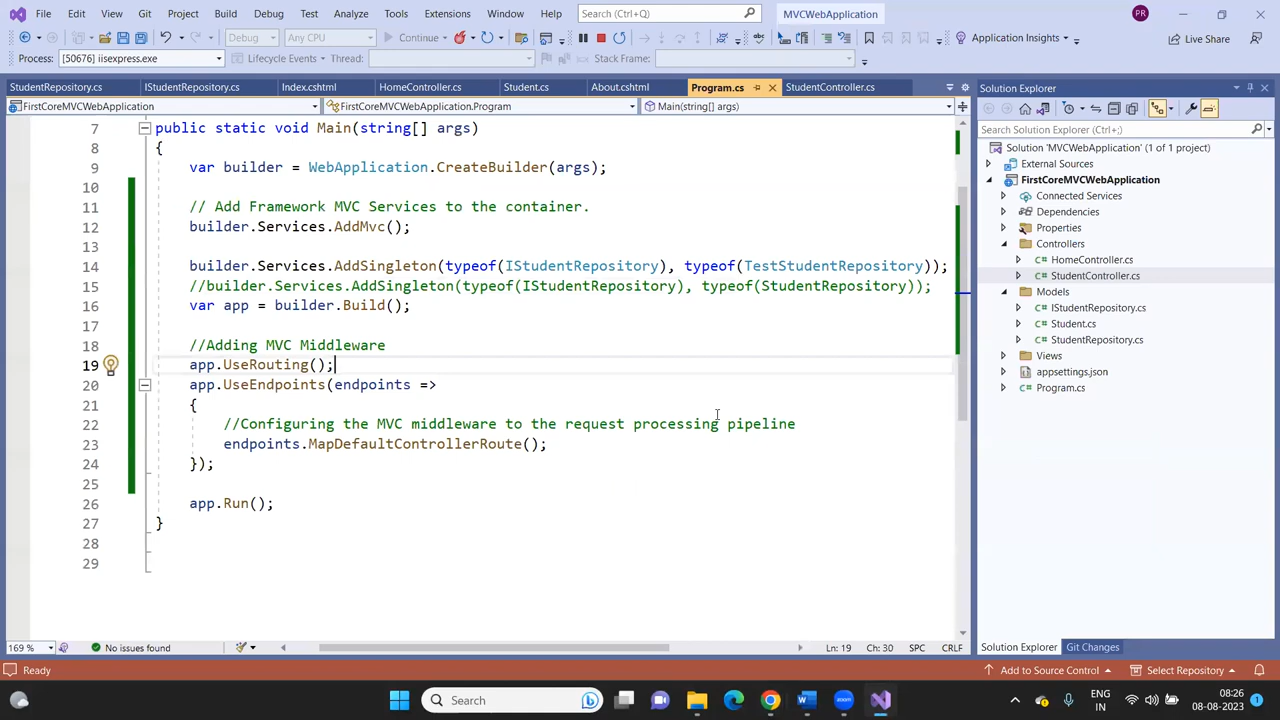 File Edit View Git Project Build Debug Test Analyze Tools Extensions Window Help Search (Ctrl+Q) MVCWebApplication PR
Debug Any CPU Continue Application Insights Live Share
Process: [50676] iisexpress.exe Lifecycle Events Thread: Stack Frame:
StudentRepository.cs IStudentRepository.cs Index.cshtml HomeController.cs Student.cs About.cshtml Program.cs StudentController.cs
FirstCoreMVCWebApplication FirstCoreMVCWebApplication.Program Main(string[] args)
7 public static void Main(string[] args)
8 {
9 var builder = WebApplication.CreateBuilder(args);
10
11 // Add Framework MVC Services to the container.
12 builder.Services.AddMvc();
13
14 builder.Services.AddSingleton(typeof(IStudentRepository), typeof(TestStudentRepository));
15 //builder.Services.AddSingleton(typeof(IStudentRepository), typeof(StudentRepository));
16 var app = builder.Build();
17
18 //Adding MVC Middleware
19 app.UseRouting();
20 app.UseEndpoints(endpoints =>
21 {
22 //Configuring the MVC middleware to the request processing pipeline
23 endpoints.MapDefaultControllerRoute();
24 });
25
26 app.Run();
27 }
28
29
169 % No issues found Ln: 19 Ch: 30 SPC CRLF
Solution Explorer
Search Solution Explorer (Ctrl+;)
Solution 'MVCWebApplication' (1 of 1 project)
External Sources
FirstCoreMVCWebApplication
Connected Services
Dependencies
Properties
Controllers
HomeController.cs
StudentController.cs
Models
IStudentRepository.cs
Student.cs
StudentRepository.cs
Views
appsettings.json
Program.cs
Solution Explorer Git Changes
Ready Add to Source Control Select Repository
Search ENG IN 08:26 08-08-2023